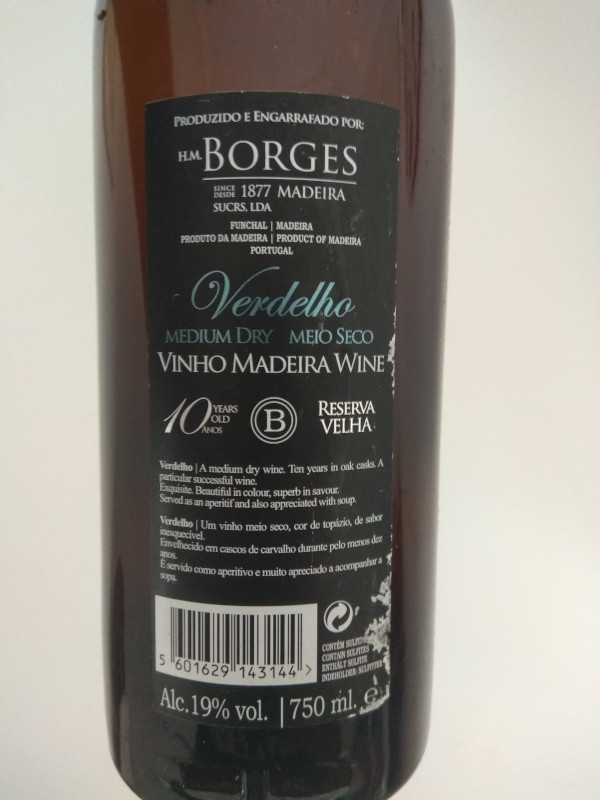 PRODUZIDO E ENGARRAFADO POR:
H.M. BORGES
SINCE DESDE 1877 MADEIRA
SUCRS, LDA
FUNCHAL | MADEIRA
PRODUTO DA MADEIRA | PRODUCT OF MADEIRA
PORTUGAL
Verdelho
MEDIUM DRY MEIO SECO
VINHO MADEIRA WINE
10 YEARS OLD ANOS
B
RESERVA VELHA
Verdelho | A medium dry wine. Ten years in oak casks. A
particular successful wine.
Exquisite. Beautiful in colour, superb in savour.
Served as an aperitif and also appreciated with soup.
Verdelho | Um vinho meio seco, cor de topázio, de sabor
inesquecível.
Envelhecido em cascos de carvalho durante pelo menos dez
anos.
É servido como aperitivo e muito apreciado a acompanhar a
sopa.
5 601629 143144 >
CONTÉM SULFITOS
CONTAIN SULFITES
ENTHÄLT SULFITE
INDEHOLDER: SULFITTER
Alc.19% vol. | 750 ml. e